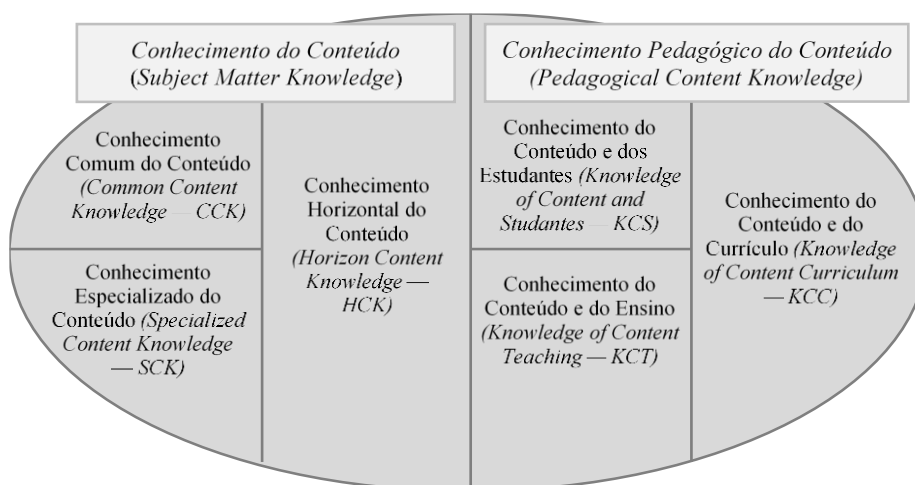 Conhecimento do Conteúdo
(Subject Matter Knowledge)
Conhecimento Pedagógico do Conteúdo
(Pedagogical Content Knowledge)
Conhecimento
Comum do Conteúdo
(Common Content
Knowledge — CCK)
Conhecimento
Especializado do
Conteúdo (Specialized
Content Knowledge
— SCK)
Conhecimento
Horizontal do
Conteúdo
(Horizon Content
Knowledge —
HCK)
Conhecimento do
Conteúdo e dos
Estudantes (Knowledge
of Content and
Studantes — KCS)
Conhecimento do
Conteúdo e do Ensino
(Knowledge of Content
Teaching — KCT)
Conhecimento do
Conteúdo e do
Currículo (Knowledge
of Content Curriculum
— KCC)